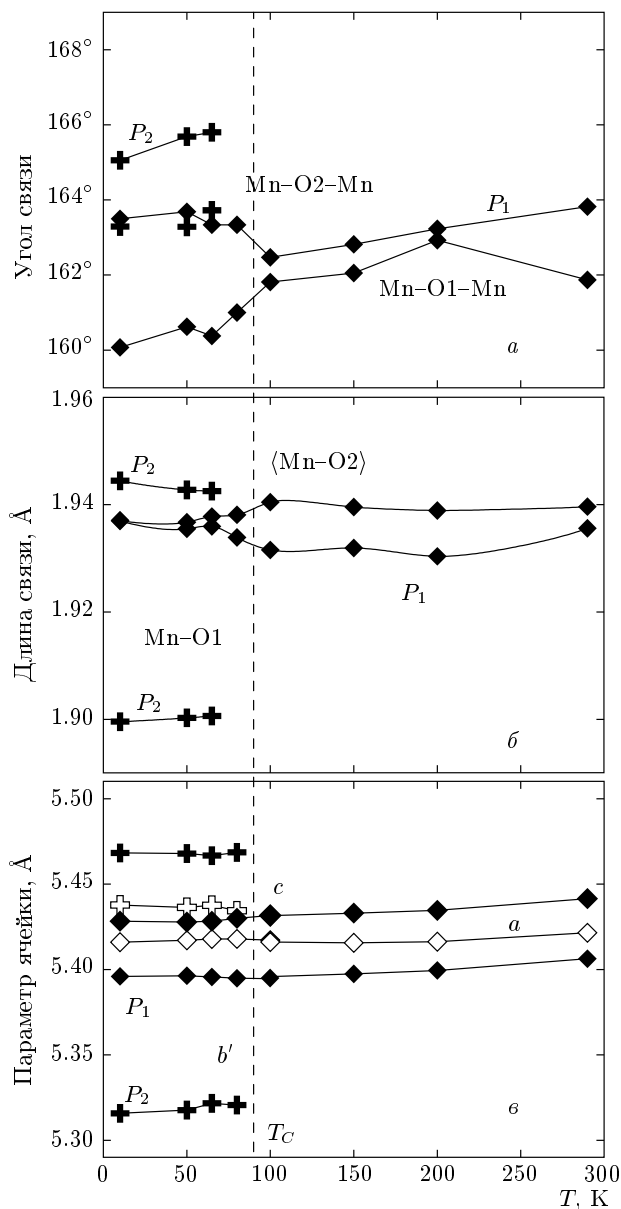 168°
166°
P₂
Mn–O2–Mn
164°
P₁
Угол связи
162°
Mn–O1–Mn
160°
а
1.96
P₂
⟨Mn–O2⟩
1.94
Длина связи, Å
P₁
1.92
Mn–O1
P₂
1.90
б
5.50
5.45
c
a
Параметр ячейки, Å
5.40
P₁
5.35
b′
P₂
в
5.30
T_C
0 50 100 150 200 250 300
T, К